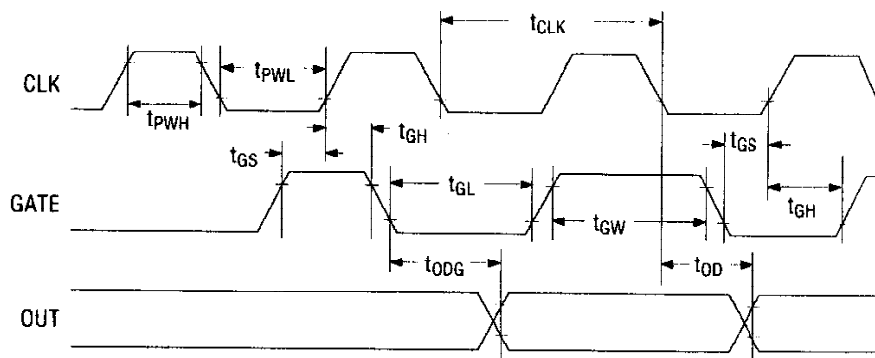 tCLK
CLK
tPWL
tPWH
tGH
tGS
tGS
GATE
tGL
tGW
tGH
tODG
tOD
OUT